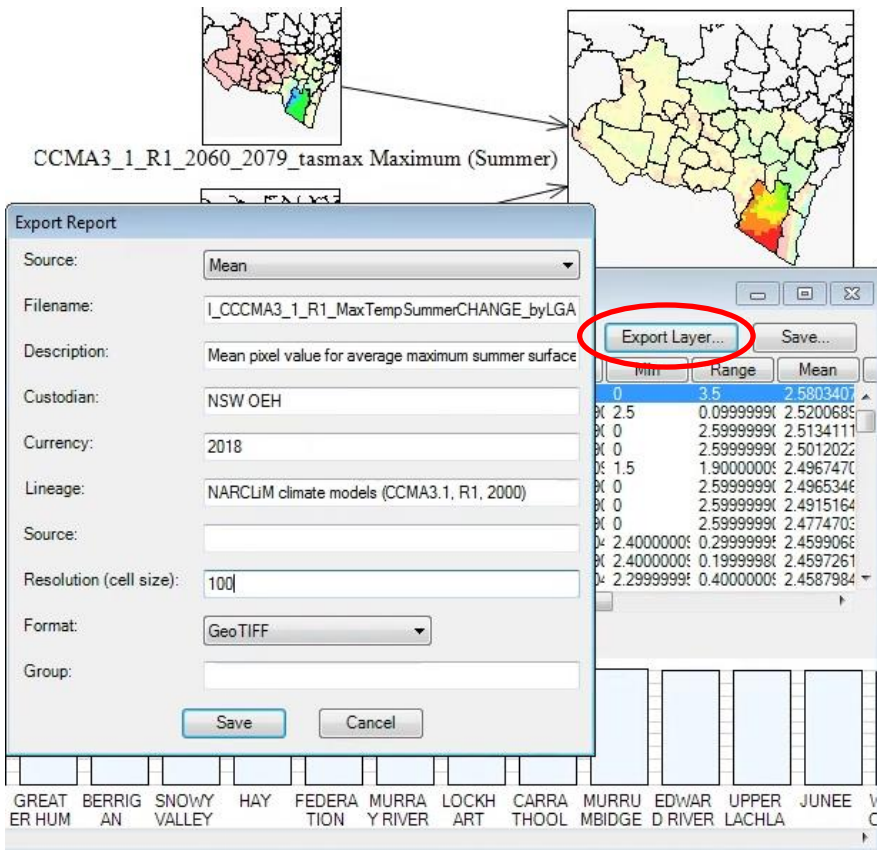 CCMA3_1_R1_2060_2079_tasmax Maximum (Summer)
Export Report
Source:
Mean
Filename:
I_CCCMA3_1_R1_MaxTempSummerCHANGE_byLGA
Description:
Mean pixel value for average maximum summer surface
Custodian:
NSW OEH
Currency:
2018
Lineage:
NARCLiM climate models (CCMA3.1, R1, 2000)
Source:
Resolution (cell size):
100
Format:
GeoTIFF
Group:
Save Cancel
Export Layer... Save...
Min Range Mean
0 3.5 2.5803407
2.5 0.09999990 2.5200689
0 2.5999999 2.5134111
0 2.5999999 2.5012022
1.5 1.9000000 2.4967470
0 2.5999999 2.4965346
0 2.5999999 2.4915164
0 2.5999999 2.4774703
2.4000000 0.2999999 2.4599068
2.4000000 0.1999998 2.4597261
2.2999999 0.4000000 2.4587984
GREAT BERRIG SNOWY HAY FEDERA MURRA LOCKH CARRA MURRU EDWAR UPPER JUNEE
ER HUM AN VALLEY TION Y RIVER ART THOOL MBIDGE D RIVER LACHLA